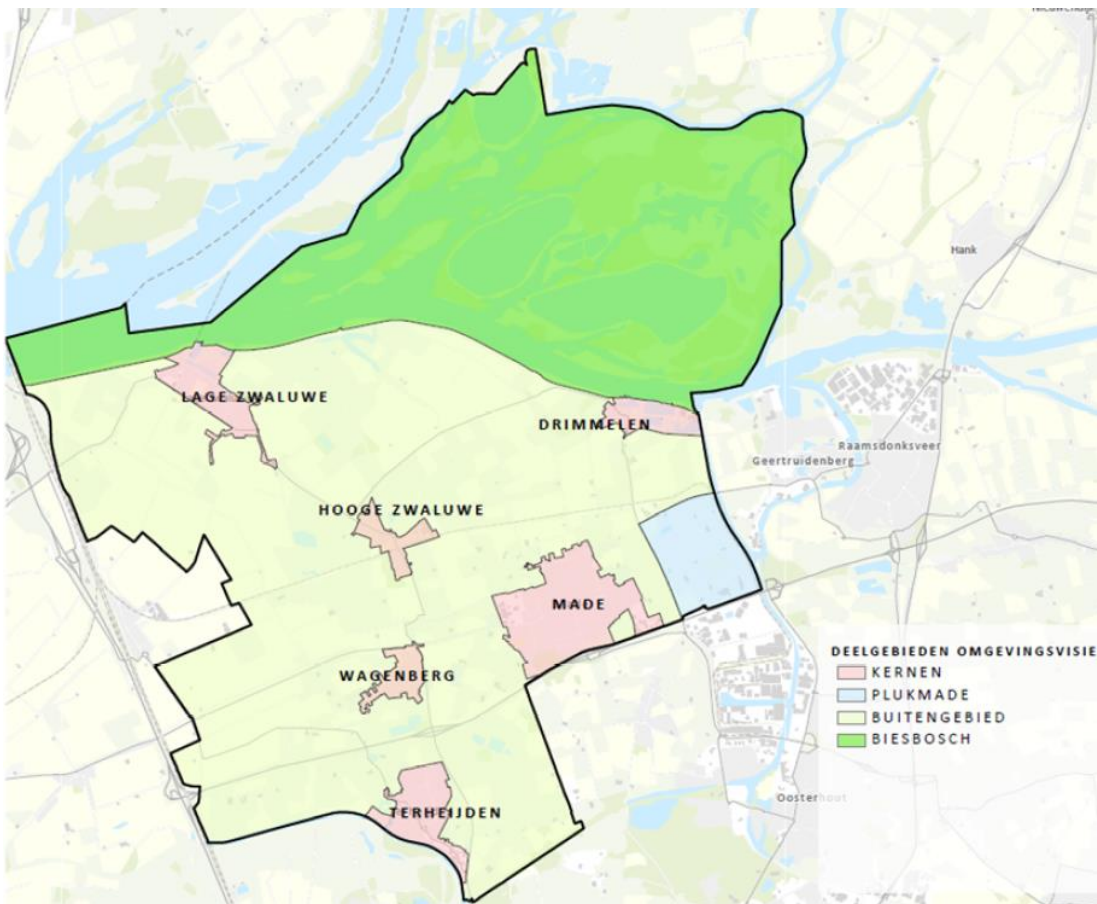 Hank
LAGE ZWALUWE
DRIMMELEN
Raamsdonksveer
Geertruidenberg
HOOGE ZWALUWE
MADE
WAGENBERG
TERHEIJDEN
Oosterhout
DEELGEBIEDEN OMGEVINGSVISIE
KERNEN
PLUKMADE
BUITENGEBIED
BIESBOSCH